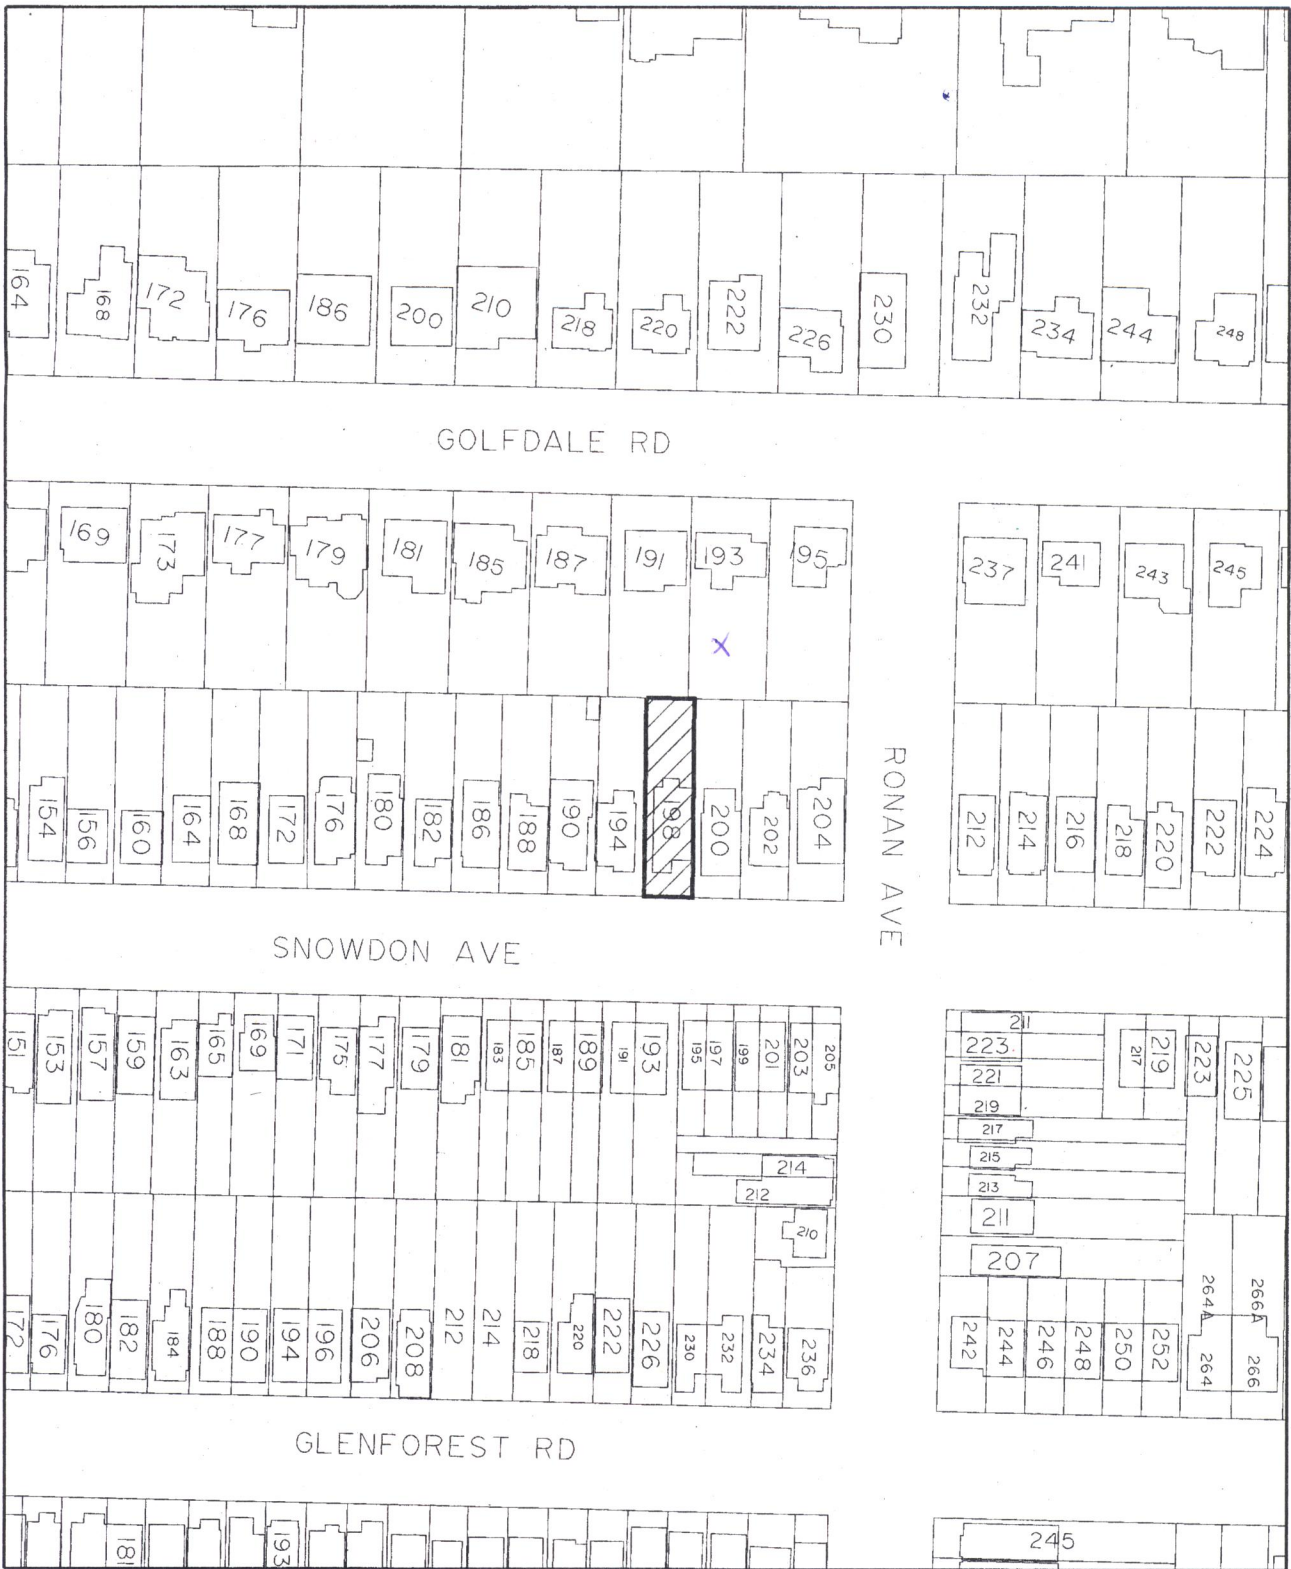 164 168 172 176 186 200 210 218 220 222 226 230 232 234 244 248
GOLFDALE RD
169 173 177 179 181 185 187 191 193 195 237 241 243 245
X
154 156 160 164 168 172 176 180 182 186 188 190 194 198 200 202 204 212 214 216 218 220 222 224
RONAN AVE
SNOWDON AVE
151 153 157 159 163 165 169 171 175 177 179 181 183 185 187 189 191 193 195 197 199 201 203 205 211 217 219 223 225
223
221
219
217
214 215
212 213
210 211
207
264A 266A
172 176 180 182 184 188 190 194 196 206 208 212 214 218 220 222 226 230 232 234 236 242 244 246 248 250 252 264 266
GLENFOREST RD
181 193 245